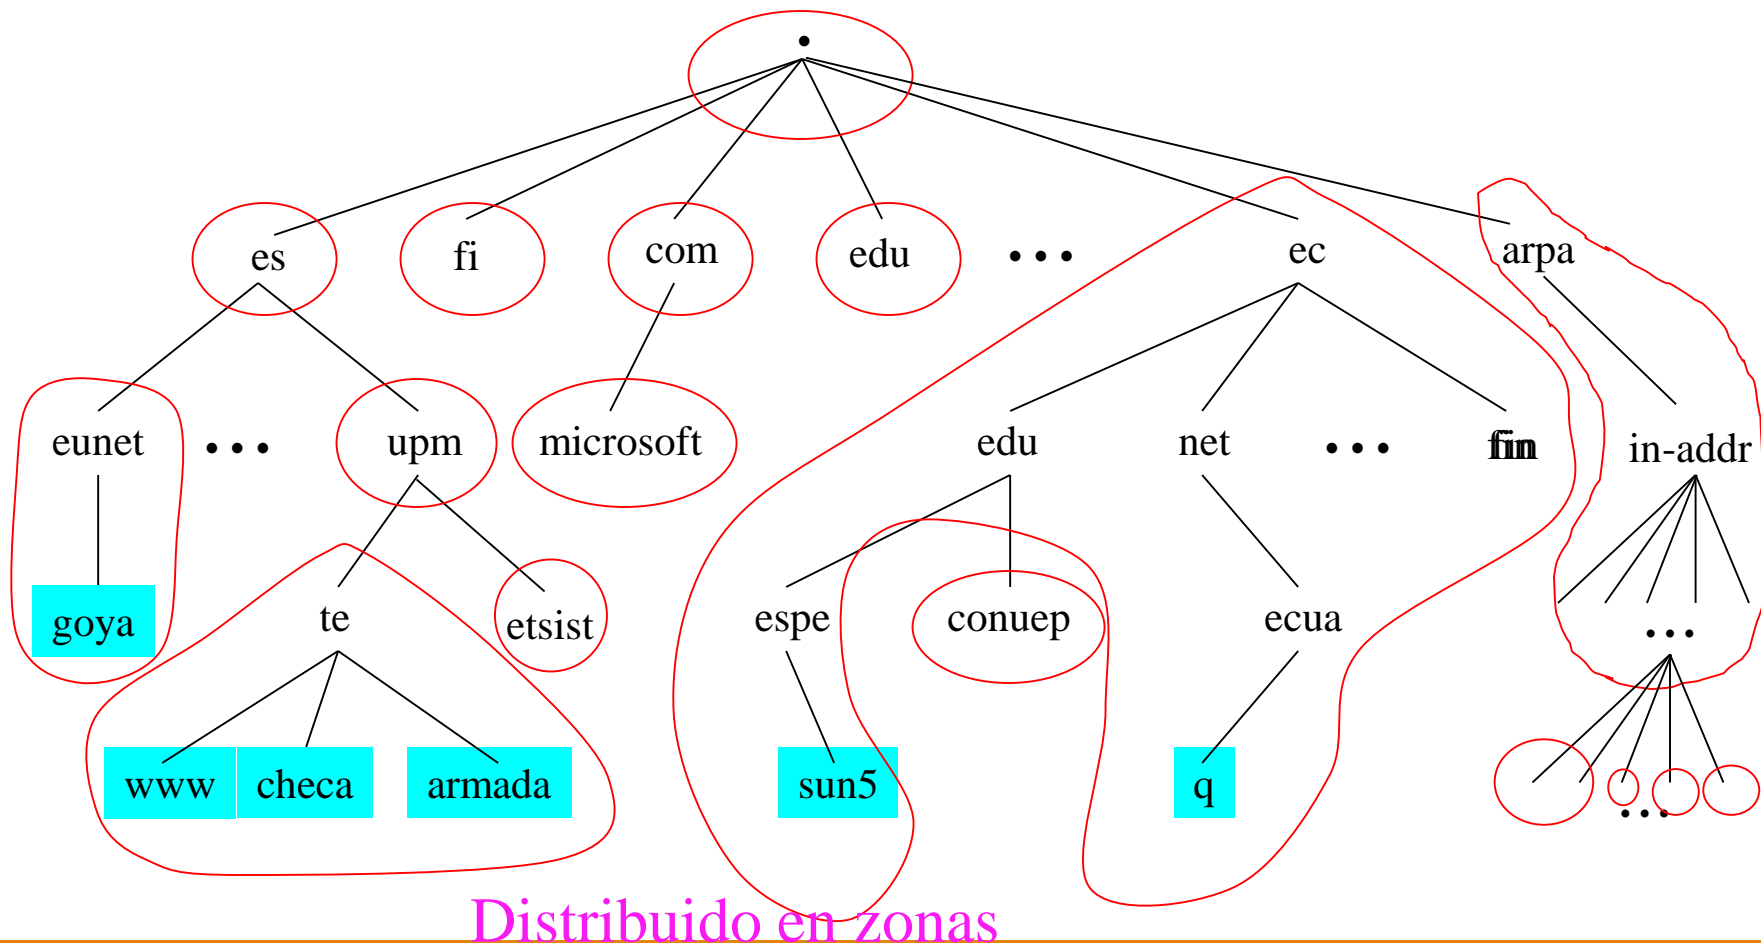 .
es fi com edu ... ec arpa
eunet ... upm microsoft edu net ... fin in-addr
goya te etsist espe conuep ecua ...
www checa armada sun5 q ...
Distribuido en zonas